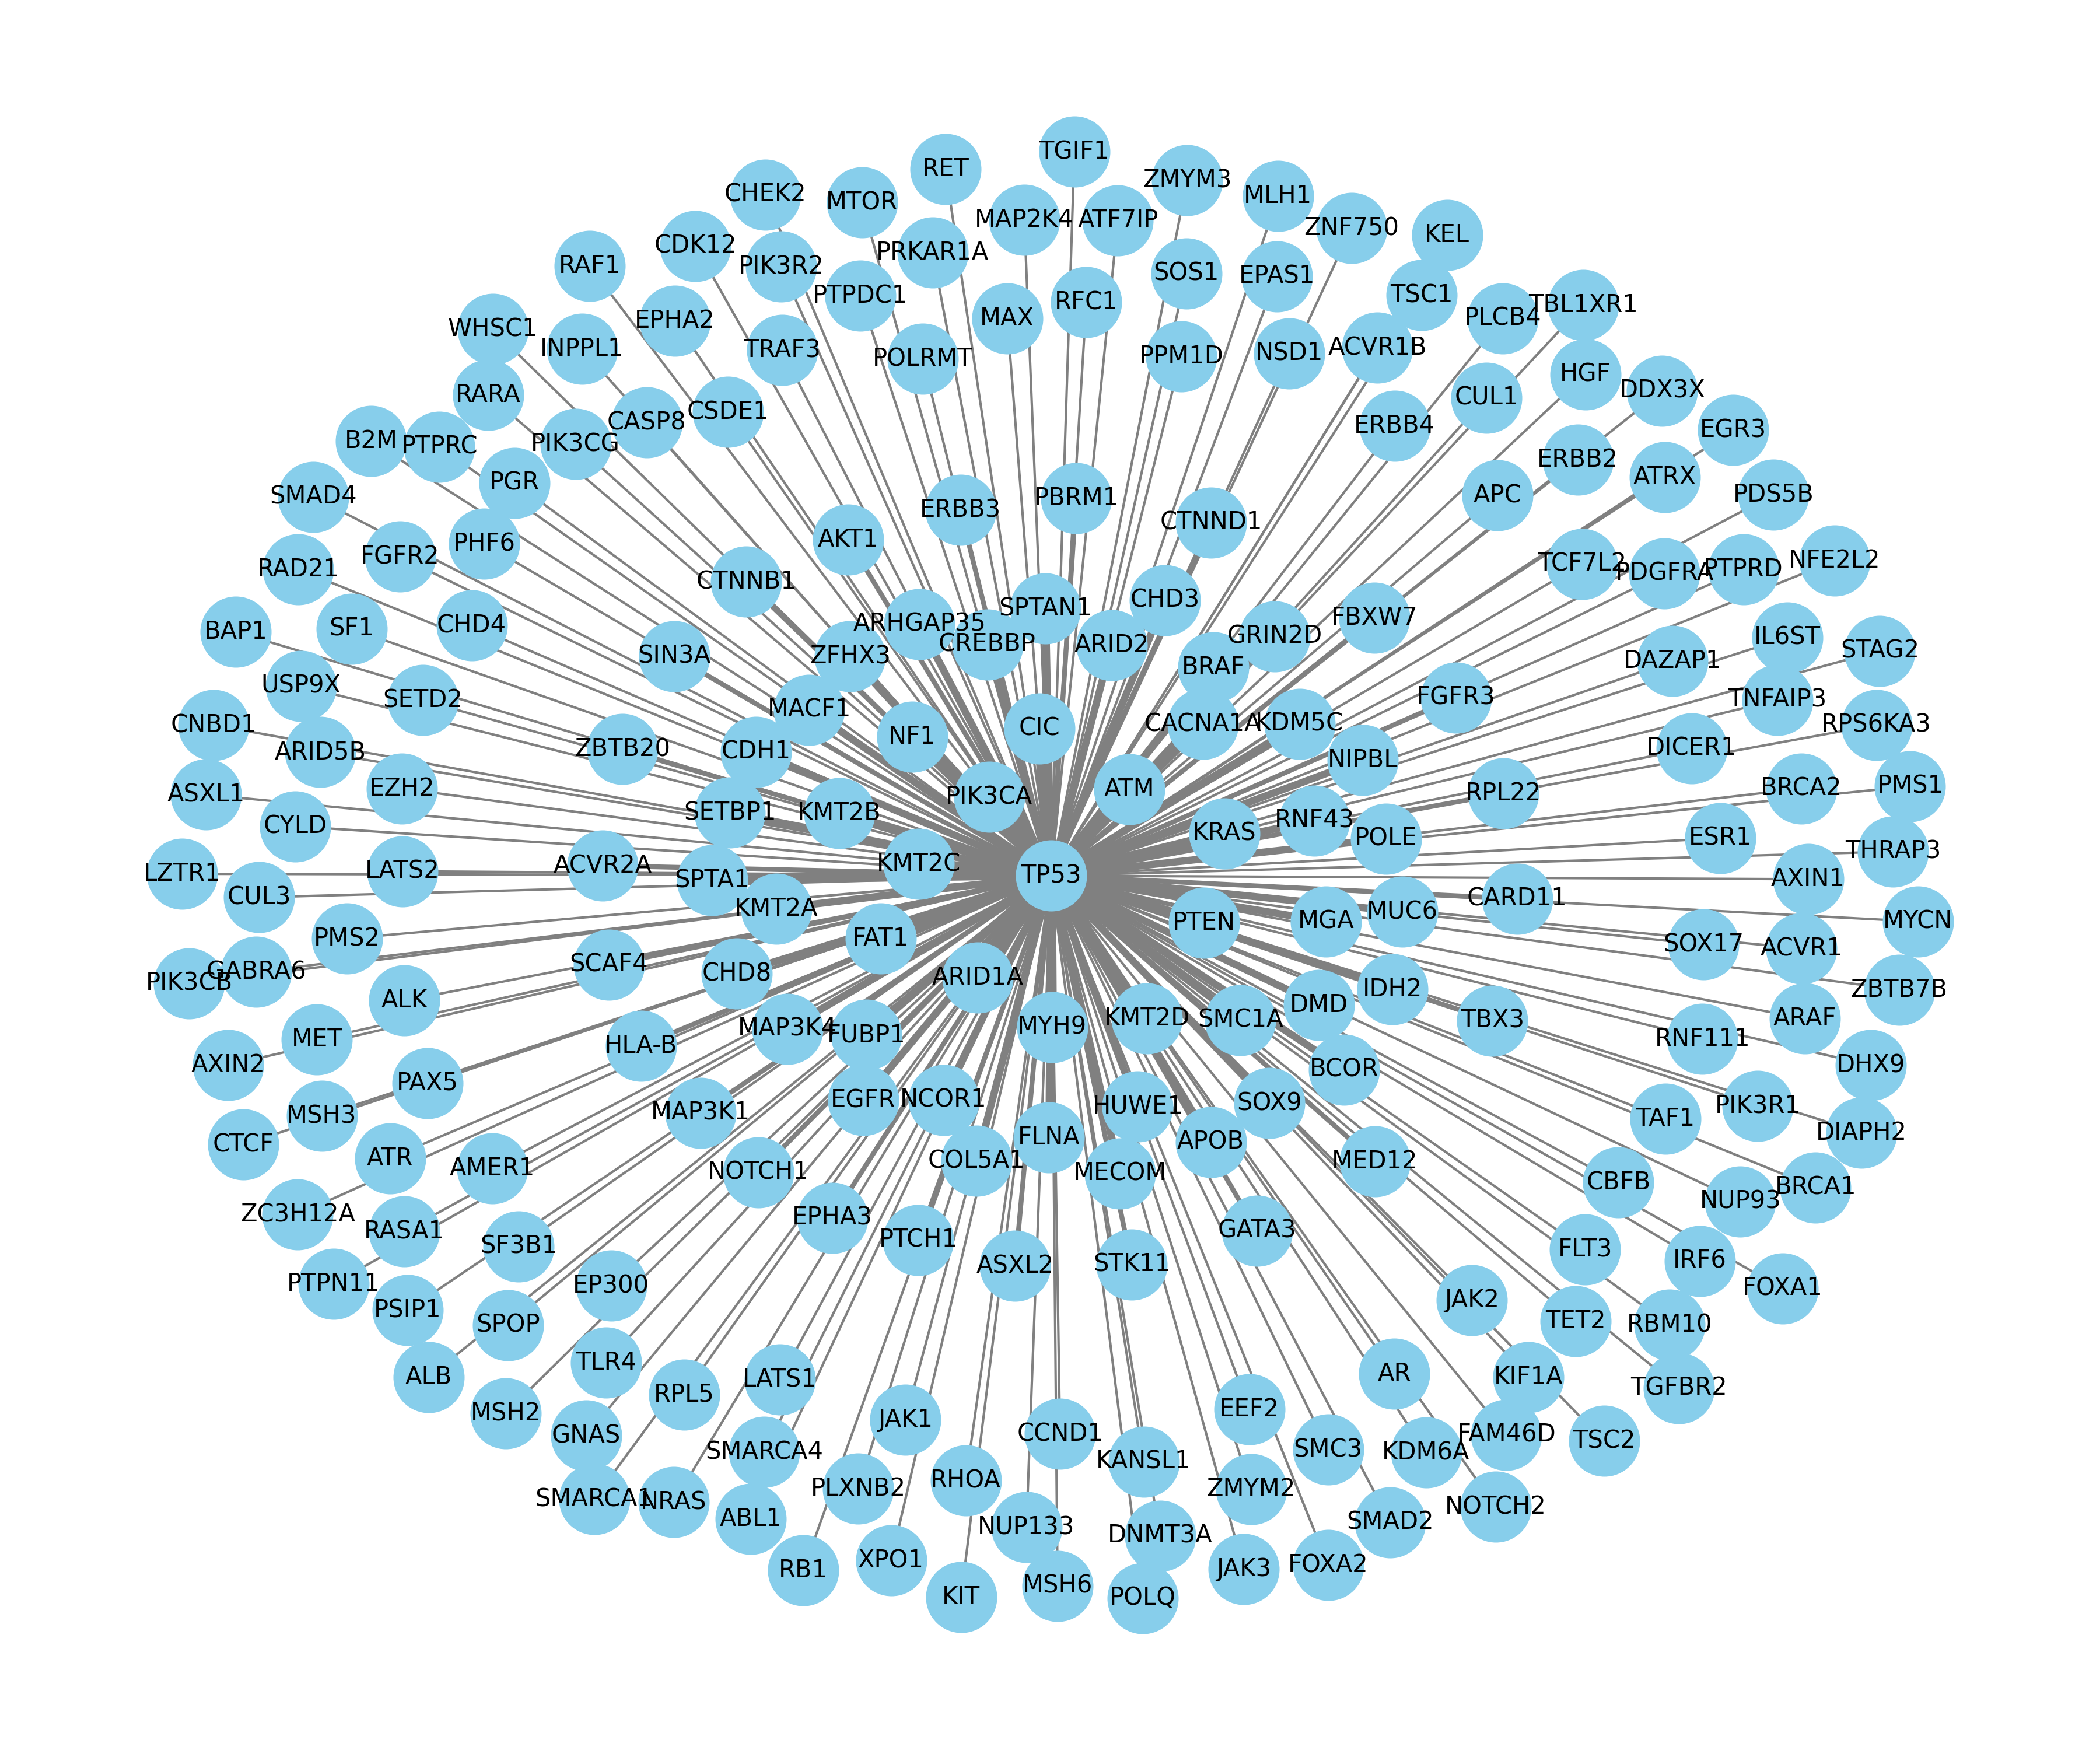 TGIF1
RET
ZMYM3
CHEK2
MTOR
MLH1
MAP2K4
ATF7IP
ZNF750
KEL
CDK12
PRKAR1A
RAF1
PIK3R2
SOS1
EPAS1
PTPDC1
TSC1
RFC1
TBL1XR1
EPHA2
MAX
PLCB4
WHSC1
INPPL1
TRAF3
POLRMT
PPM1D
NSD1
ACVR1B
HGF
DDX3X
RARA
CASP8
CSDE1
CUL1
ERBB4
EGR3
B2M
PTPRC
PIK3CG
ERBB2
ATRX
PGR
SMAD4
ERBB3
PBRM1
APC
PDS5B
CTNND1
PHF6
AKT1
FGFR2
TCF7L2
NFE2L2
RAD21
CTNNB1
PDGFRA
PTPRD
CHD3
SPTAN1
FBXW7
BAP1
SF1
CHD4
ARHGAP35
GRIN2D
IL6ST
CREBBP
ARID2
STAG2
SIN3A
ZFHX3
BRAF
DAZAP1
USP9X
SETD2
FGFR3
TNFAIP3
MACF1
CNBD1
CIC
CACNA1A
KDM5C
RPS6KA3
NF1
ARID5B
ZBTB20
CDH1
DICER1
NIPBL
EZH2
ASXL1
PIK3CA
ATM
RPL22
BRCA2
PMS1
SETBP1
KMT2B
CYLD
RNF43
KRAS
POLE
ESR1
THRAP3
LZTR1
LATS2
ACVR2A
KMT2C
SPTA1
TP53
AXIN1
CUL3
KMT2A
CARD11
MUC6
PTEN
MGA
MYCN
PMS2
FAT1
SOX17
ACVR1
SCAF4
GABRA6
PIK3CB
CHD8
ARID1A
ALK
IDH2
ZBTB7B
DMD
MET
HLA-B
MAP3K4
FUBP1
MYH9
KMT2D
SMC1A
TBX3
ARAF
RNF111
AXIN2
DHX9
PAX5
BCOR
MSH3
MAP3K1
EGFR
NCOR1
HUWE1
SOX9
PIK3R1
TAF1
CTCF
FLNA
APOB
DIAPH2
ATR
AMER1
NOTCH1
COL5A1
MECOM
MED12
CBFB
BRCA1
NUP93
ZC3H12A
RASA1
SF3B1
EPHA3
PTCH1
GATA3
FLT3
IRF6
ASXL2
STK11
PTPN11
EP300
FOXA1
PSIP1
SPOP
JAK2
TET2
RBM10
TLR4
ALB
RPL5
LATS1
AR
KIF1A
TGFBR2
MSH2
JAK1
EEF2
GNAS
SMARCA4
CCND1
SMC3
KDM6A
FAM46D
TSC2
KANSL1
RHOA
PLXNB2
ZMYM2
SMARCA1
NRAS
NOTCH2
ABL1
NUP133
DNMT3A
SMAD2
RB1
XPO1
JAK3
FOXA2
KIT
MSH6
POLQ